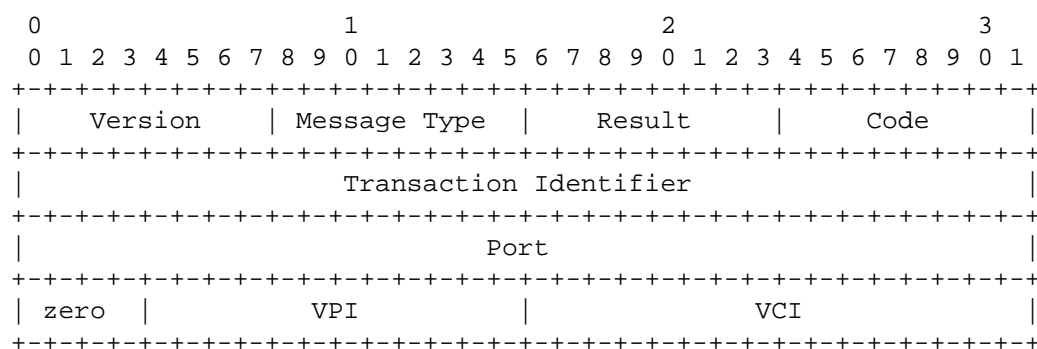 0                   1                   2                   3
 0 1 2 3 4 5 6 7 8 9 0 1 2 3 4 5 6 7 8 9 0 1 2 3 4 5 6 7 8 9 0 1
+-+-+-+-+-+-+-+-+-+-+-+-+-+-+-+-+-+-+-+-+-+-+-+-+-+-+-+-+-+-+-+-+
|    Version    | Message Type  |    Result     |     Code      |
+-+-+-+-+-+-+-+-+-+-+-+-+-+-+-+-+-+-+-+-+-+-+-+-+-+-+-+-+-+-+-+-+
|                    Transaction Identifier                     |
+-+-+-+-+-+-+-+-+-+-+-+-+-+-+-+-+-+-+-+-+-+-+-+-+-+-+-+-+-+-+-+-+
|                             Port                              |
+-+-+-+-+-+-+-+-+-+-+-+-+-+-+-+-+-+-+-+-+-+-+-+-+-+-+-+-+-+-+-+-+
| zero  |          VPI          |              VCI              |
+-+-+-+-+-+-+-+-+-+-+-+-+-+-+-+-+-+-+-+-+-+-+-+-+-+-+-+-+-+-+-+-+